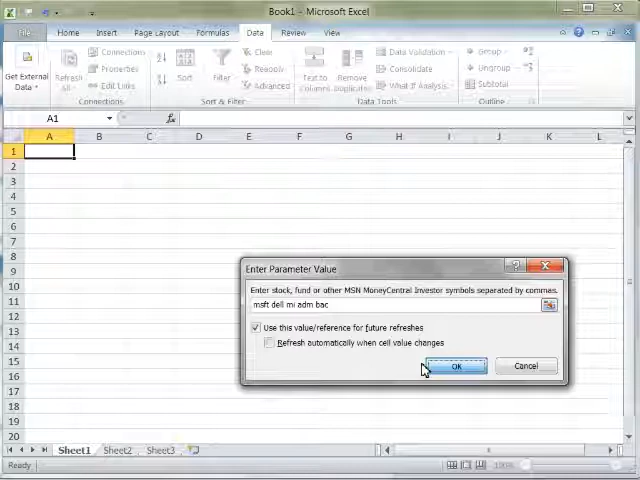 Book1 - Microsoft Excel
File Home Insert Page Layout Formulas Data Review View
Get External Data
Refresh All
Connections
Properties
Edit Links
Connections
Sort
Filter
Clear
Reapply
Advanced
Sort & Filter
Text to Columns
Remove Duplicates
Data Validation
Consolidate
What-If Analysis
Data Tools
Group
Ungroup
Subtotal
Outline
A1 fx
A B C D E F G H I J K L
1
2
3
4
5
6
7
8
9
10
11
12
13
14
15
16
17
18
19
20
Enter Parameter Value
Enter stock, fund or other MSN MoneyCentral Investor symbols separated by commas.
msft dell mi adm bac
Use this value/reference for future refreshes
Refresh automatically when cell value changes
OK Cancel
Sheet1 Sheet2 Sheet3
Ready 100%